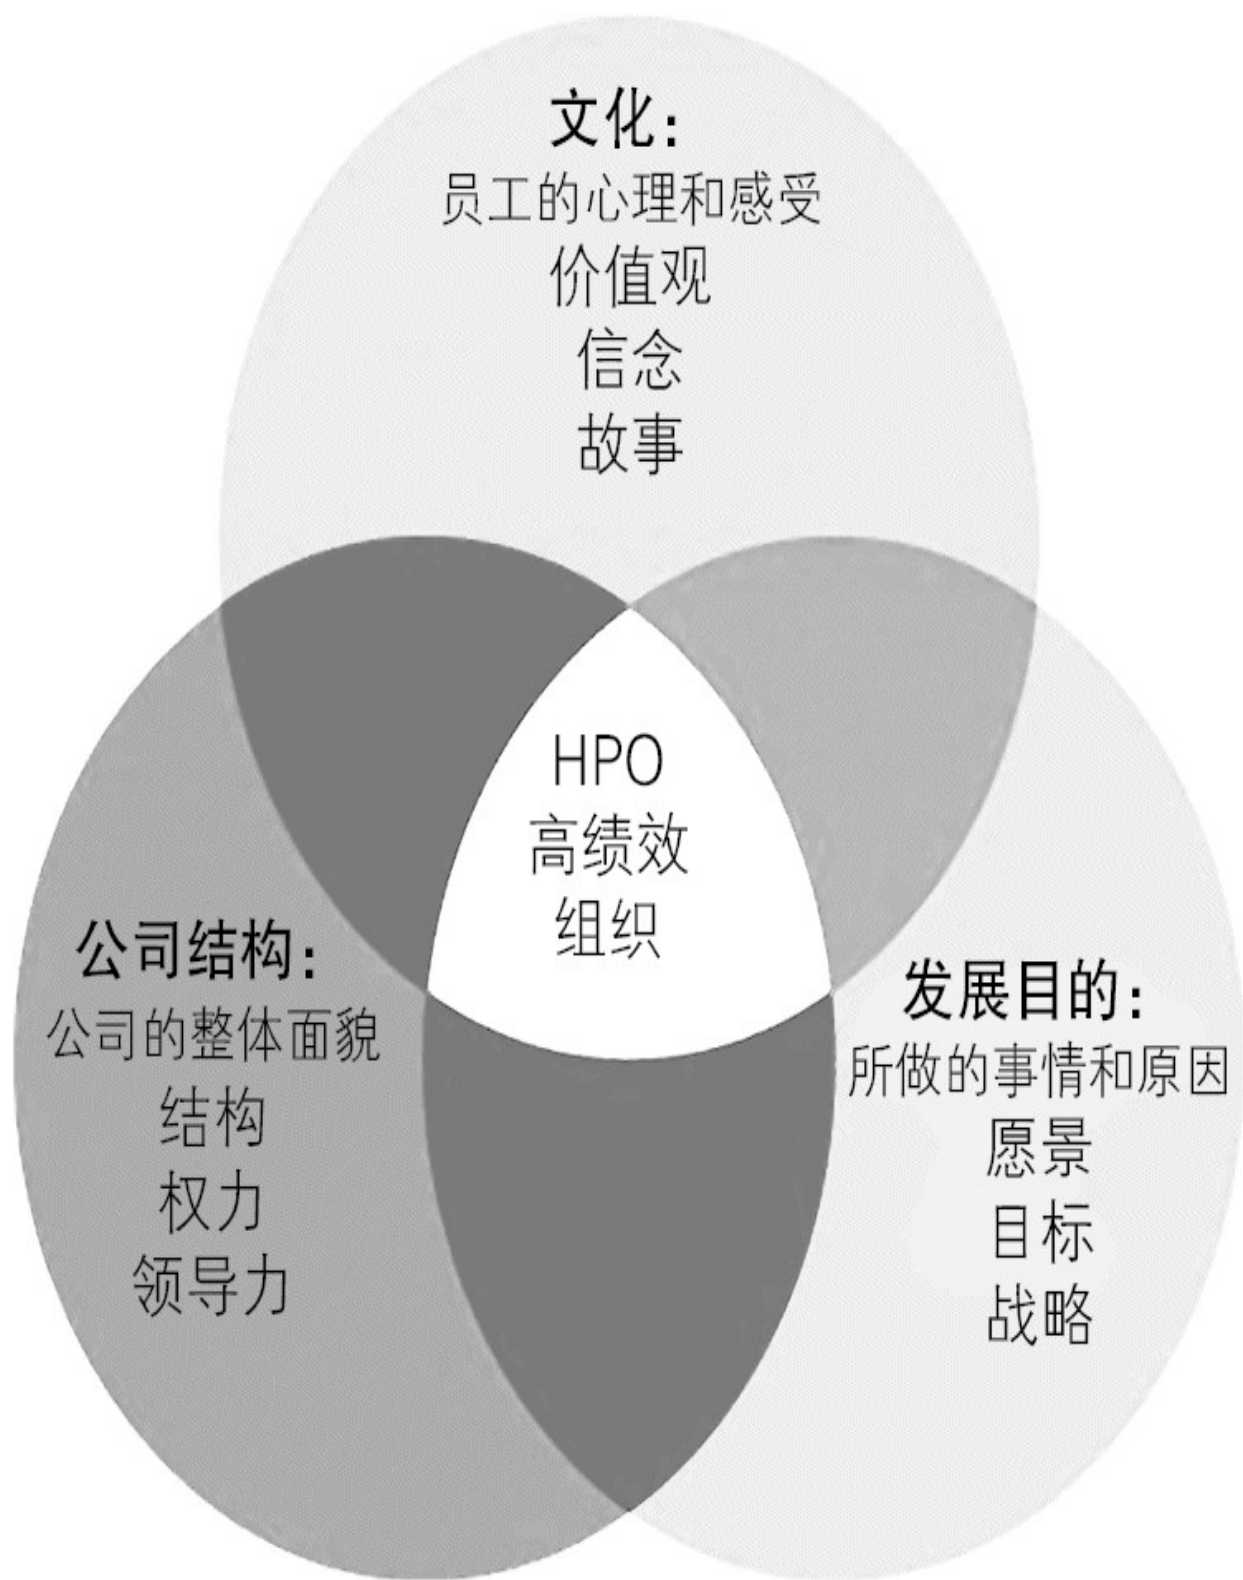 文化：
员工的心理和感受
价值观
信念
故事
HPO
高绩效
组织
公司结构：
公司的整体面貌
结构
权力
领导力
发展目的：
所做的事情和原因
愿景
目标
战略